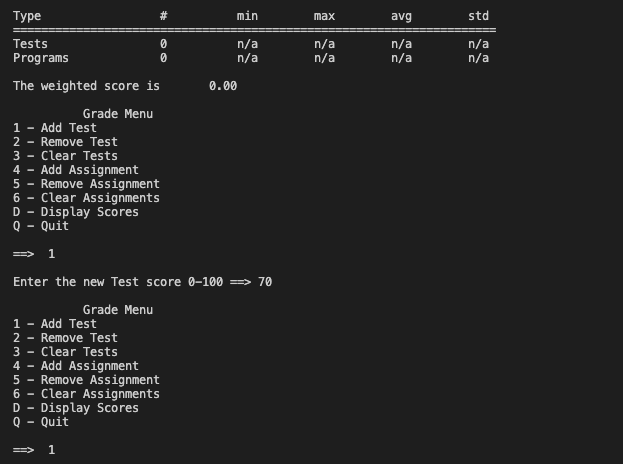 Type # min max avg std
=====================================================================
Tests 0 n/a n/a n/a n/a
Programs 0 n/a n/a n/a n/a
The weighted score is 0.00
Grade Menu
1 - Add Test
2 - Remove Test
3 - Clear Tests
4 - Add Assignment
5 - Remove Assignment
6 - Clear Assignments
D - Display Scores
Q - Quit
==> 1
Enter the new Test score 0-100 ==> 70
Grade Menu
1 - Add Test
2 - Remove Test
3 - Clear Tests
4 - Add Assignment
5 - Remove Assignment
6 - Clear Assignments
D - Display Scores
Q - Quit
==> 1